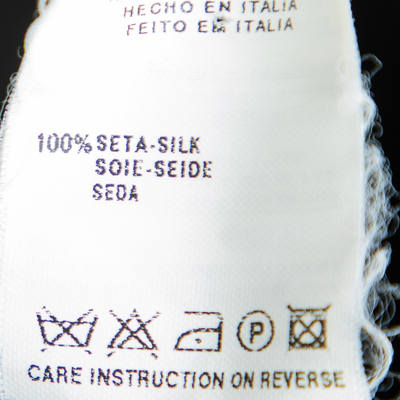 HECHO EN ITALIA
FEITO EM ITALIA
100% SETA-SILK
SOIE-SEIDE
SEDA
P
CARE INSTRUCTION ON REVERSE